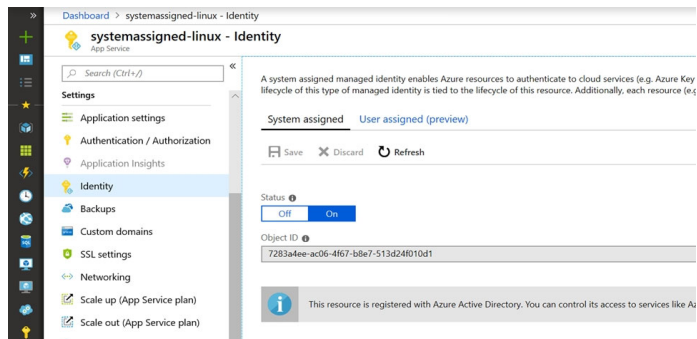 Dashboard > systemassigned-linux - Identity
systemassigned-linux - Identity
App Service
Search (Ctrl+/)
Settings
Application settings
Authentication / Authorization
Application Insights
Identity
Backups
Custom domains
SSL settings
Networking
Scale up (App Service plan)
Scale out (App Service plan)
A system assigned managed identity enables Azure resources to authenticate to cloud services (e.g. Azure Key
lifecycle of this type of managed identity is tied to the lifecycle of this resource. Additionally, each resource (e.g
System assigned User assigned (preview)
Save Discard Refresh
Status
Off On
Object ID
7283a4ee-ac06-4f67-b8e7-513d24f010d1
This resource is registered with Azure Active Directory. You can control its access to services like Az